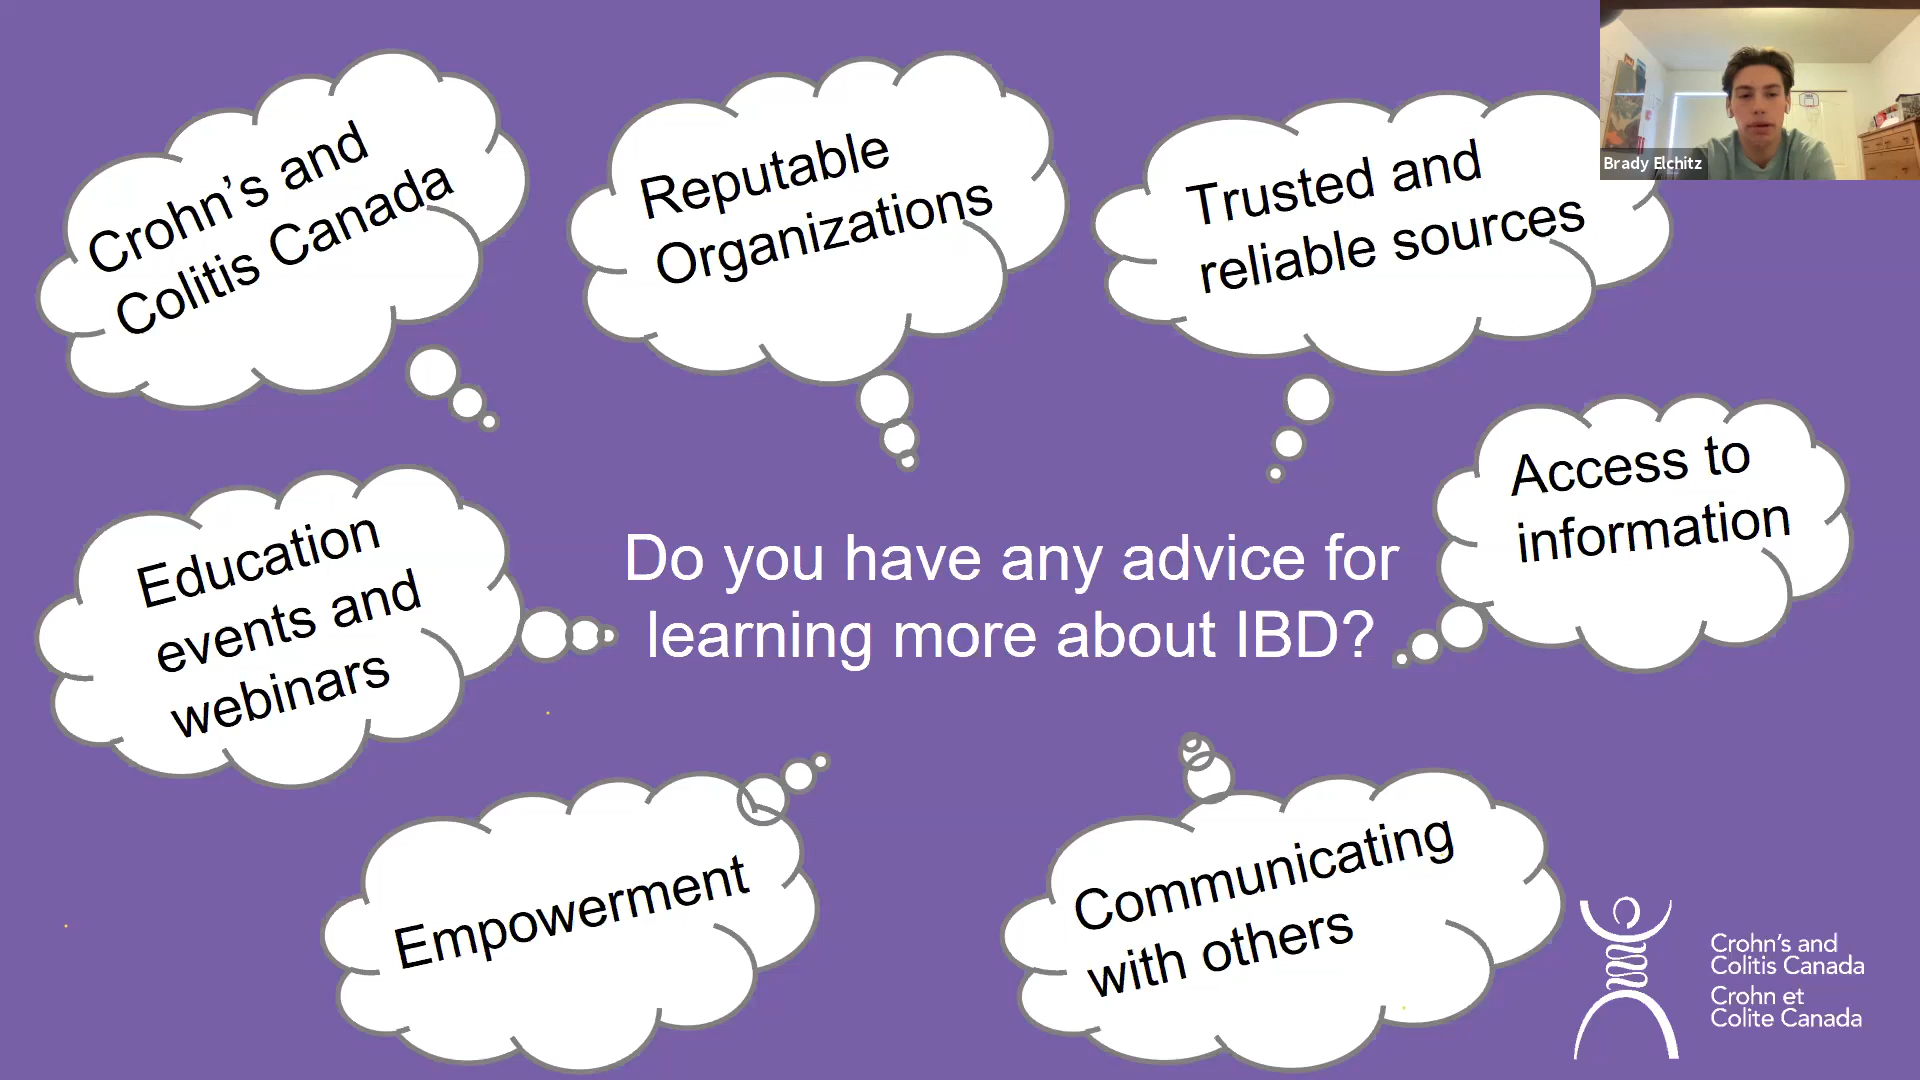 Crohn's and
Colitis Canada
Reputable
Organizations
Trusted and
reliable sources
Brady Elchitz
Access to
information
Education
events and
webinars
Do you have any advice for
learning more about IBD?
Empowerment
Communicating
with others
Crohn's and
Colitis Canada
Crohn et
Colite Canada